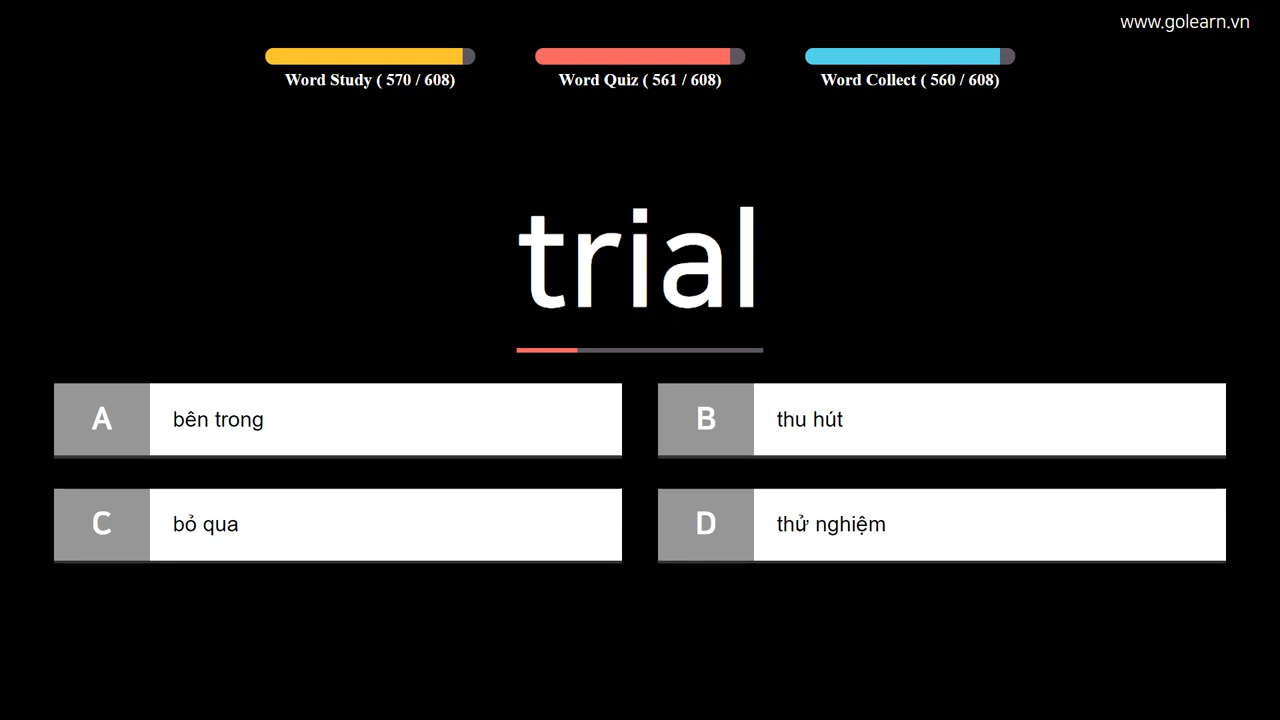 www.golearn.vn
Word Study ( 570 / 608)
Word Quiz ( 561 / 608)
Word Collect ( 560 / 608)
trial
A bên trong
B thu hút
C bỏ qua
D thử nghiệm